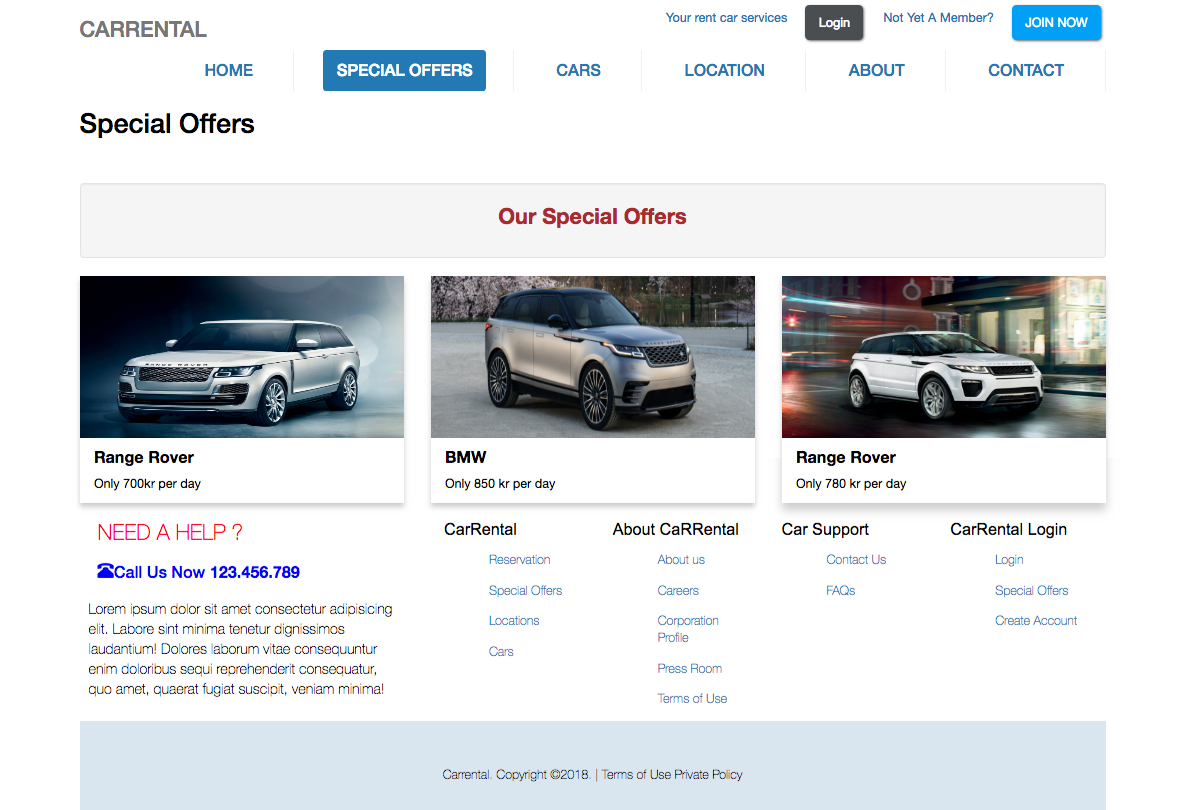 CARRENTAL
Your rent car services
Login
Not Yet A Member?
JOIN NOW
HOME
SPECIAL OFFERS
CARS
LOCATION
ABOUT
CONTACT
Special Offers
Our Special Offers
RANGE ROVER
Range Rover
Only 700kr per day
BMW
Only 850 kr per day
Range Rover
Only 780 kr per day
NEED A HELP ?
Call Us Now 123.456.789
Lorem ipsum dolor sit amet consectetur adipisicing
elit. Labore sint minima tenetur dignissimos
laudantium! Dolores laborum vitae consequuntur
enim doloribus sequi reprehenderit consequatur,
quo amet, quaerat fugiat suscipit, veniam minima!
CarRental
Reservation
Special Offers
Locations
Cars
About CaRRental
About us
Careers
Corporation
Profile
Press Room
Terms of Use
Car Support
Contact Us
FAQs
CarRental Login
Login
Special Offers
Create Account
Carrental. Copyright ©2018. | Terms of Use Private Policy